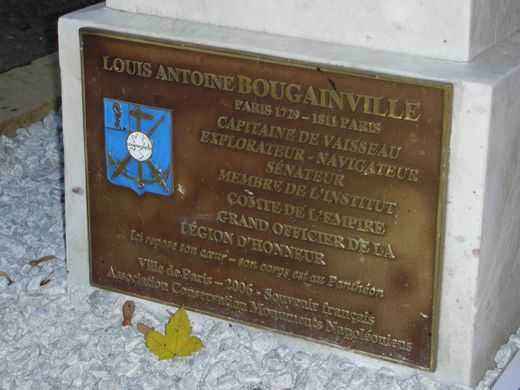 LOUIS ANTOINE BOUGAINVILLE
PARIS 1729 - 1811 PARIS
CAPITAINE DE VAISSEAU
EXPLORATEUR - NAVIGATEUR
SÉNATEUR
MEMBRE DE L'INSTITUT
COMTE DE L'EMPIRE
GRAND OFFICIER DE LA
LÉGION D'HONNEUR
Ici repose son cœur – son corps est au Panthéon
Ville de Paris - 2006 - Souvenir français
Association Conservation Monuments Napoléoniens